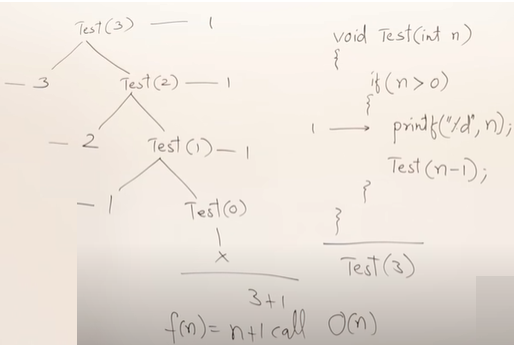 Test(3) — 1
— 3 Test(2) — 1
— 2 Test(1) — 1
— 1 Test(0)
x
3+1
f(n) = n+1 call O(n)
void Test(int n)
{
if(n>0)
{
1 → printf("%d", n);
Test(n-1);
}
}
Test(3)